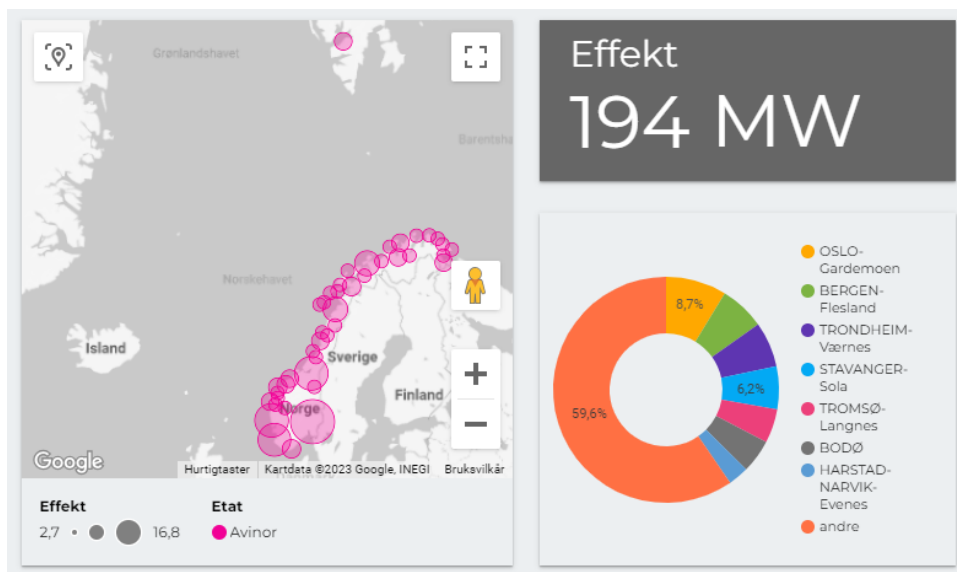 Grønlandshavet
Barentsha
Norskehavet
Island
Sverige
Finland
Norge
Google
Hurtigtaster
Kartdata ©2023 Google, INEGI
Bruksvilkår
Danmark
Effekt
2,7
16,8
Etat
Avinor
Effekt
194 MW
8,7%
6,2%
59,6%
OSLO-
Gardemoen
BERGEN-
Flesland
TRONDHEIM-
Værnes
STAVANGER-
Sola
TROMSØ-
Langnes
BODØ
HARSTAD-
NARVIK-
Evenes
andre